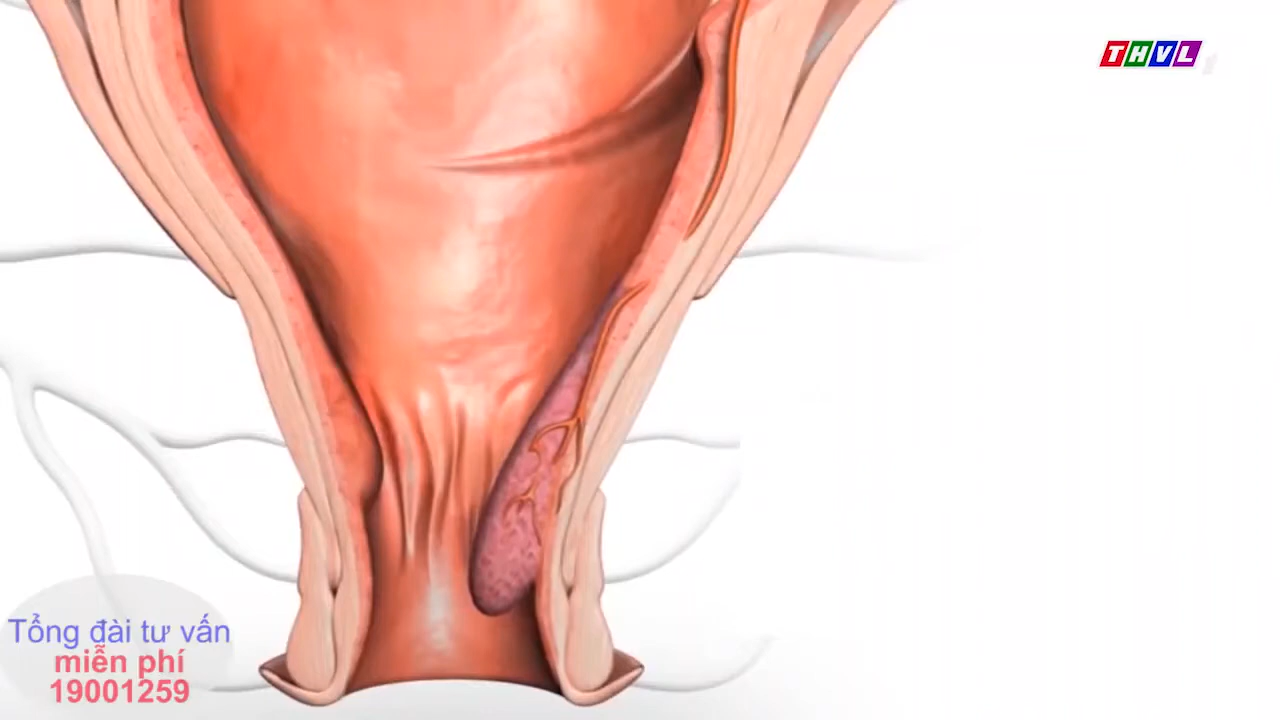 THVL
Tổng đài tư vấn
miễn phí
19001259